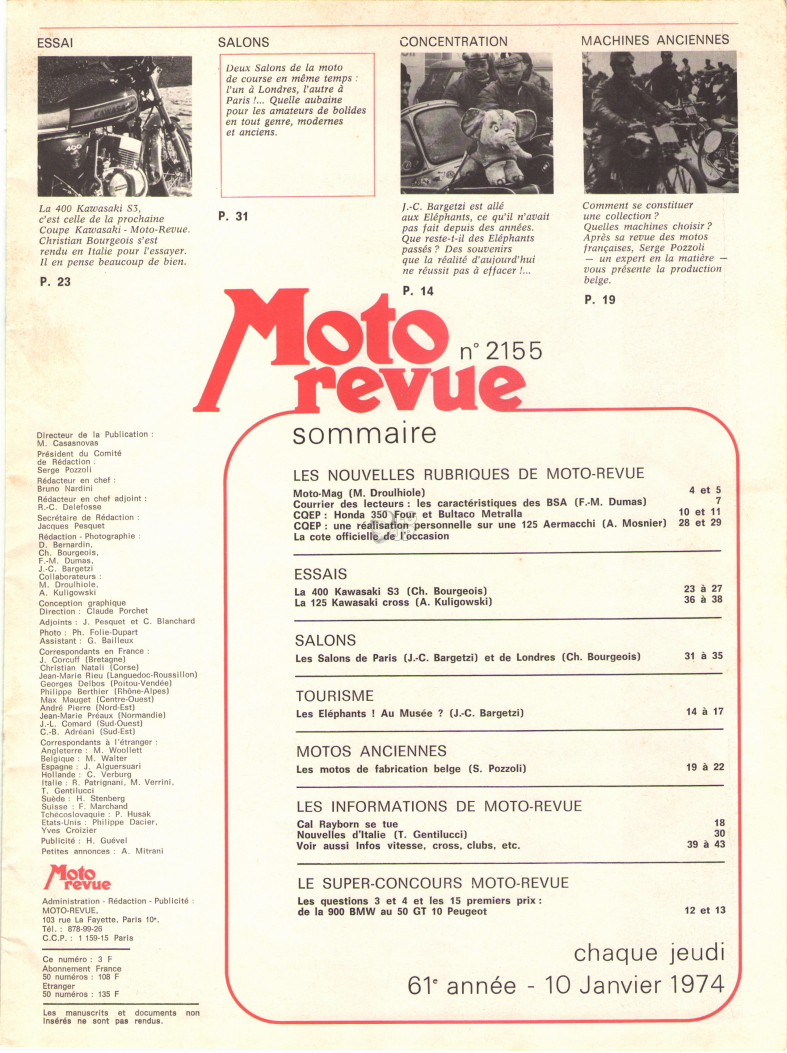 ESSAI
La 400 Kawasaki S3,
c'est celle de la prochaine
Coupe Kawasaki - Moto-Revue.
Christian Bourgeois s'est
rendu en Italie pour l'essayer.
Il en pense beaucoup de bien.
P. 23
SALONS
Deux Salons de la moto
de course en même temps :
l'un à Londres, l'autre à
Paris !... Quelle aubaine
pour les amateurs de bolides
en tout genre, modernes
et anciens.
P. 31
CONCENTRATION
J.-C. Bargetzi est allé
aux Eléphants, ce qu'il n'avait
pas fait depuis des années.
Que reste-t-il des Eléphants
passés ? Des souvenirs
que la réalité d'aujourd'hui
ne réussit pas à effacer !...
P. 14
MACHINES ANCIENNES
Comment se constituer
une collection ?
Quelles machines choisir ?
Après sa revue des motos
françaises, Serge Pozzoli
— un expert en la matière —
vous présente la production
belge.
P. 19
Moto
revue
n° 2155
Directeur de la Publication :
M. Casasnovas
Président du Comité
de Rédaction :
Serge Pozzoli
Rédacteur en chef :
Bruno Nardini
Rédacteur en chef adjoint :
R.-C. Delefosse
Secrétaire de Rédaction :
Jacques Pesquet
Rédaction - Photographie :
D. Bernardin,
Ch. Bourgeois,
F.-M. Dumas,
J.-C. Bargetzi
Collaborateurs :
M. Droulhiole,
A. Kuligowski
Conception graphique
Direction : Claude Porchet
Adjoints : J. Pesquet et C. Blanchard
Photo : Ph. Folie-Dupart
Assistant : G. Bailleux
Correspondants en France :
J. Corcuff (Bretagne)
Christian Natali (Corse)
Jean-Marie Rieu (Languedoc-Roussillon)
Georges Delbos (Poitou-Vendée)
Philippe Berthier (Rhône-Alpes)
Max Mauget (Centre-Ouest)
André Pierre (Nord-Est)
Jean-Marie Préaux (Normandie)
J.-L. Comard (Sud-Ouest)
C.-B. Adréani (Sud-Est)
Correspondants à l'étranger :
Angleterre : M. Woollett
Belgique : M. Walter
Espagne : J. Alguersuari
Hollande : C. Verburg
Italie : R. Patrignani, M. Verrini,
T. Gentilucci
Suède : H. Stenberg
Suisse : F. Marchand
Tchécoslovaquie : P. Husak
Etats-Unis : Philippe Dacier,
Yves Croizier
Publicité : H. Guével
Petites annonces : A. Mitrani
Moto
revue
Administration - Rédaction - Publicité :
MOTO-REVUE,
103 rue La Fayette, Paris 10e.
Tél. : 878-99-26
C.C.P. : 1 159-15 Paris
Ce numéro : 3 F
Abonnement France
50 numéros : 108 F
Etranger
50 numéros : 135 F
Les manuscrits et documents non
insérés ne sont pas rendus.
sommaire
LES NOUVELLES RUBRIQUES DE MOTO-REVUE
Moto-Mag (M. Droulhiole) 4 et 5
Courrier des lecteurs : les caractéristiques des BSA (F.-M. Dumas) 7
CQEP : Honda 350 Four et Bultaco Metralla 10 et 11
CQEP : une réalisation personnelle sur une 125 Aermacchi (A. Mosnier) 28 et 29
La cote officielle de l'occasion
ESSAIS
La 400 Kawasaki S3 (Ch. Bourgeois) 23 à 27
La 125 Kawasaki cross (A. Kuligowski) 36 à 38
SALONS
Les Salons de Paris (J.-C. Bargetzi) et de Londres (Ch. Bourgeois) 31 à 35
TOURISME
Les Eléphants ! Au Musée ? (J.-C. Bargetzi) 14 à 17
MOTOS ANCIENNES
Les motos de fabrication belge (S. Pozzoli) 19 à 22
LES INFORMATIONS DE MOTO-REVUE
Cal Rayborn se tue 18
Nouvelles d'Italie (T. Gentilucci) 30
Voir aussi Infos vitesse, cross, clubs, etc. 39 à 43
LE SUPER-CONCOURS MOTO-REVUE
Les questions 3 et 4 et les 15 premiers prix :
de la 900 BMW au 50 GT 10 Peugeot 12 et 13
chaque jeudi
61e année - 10 Janvier 1974